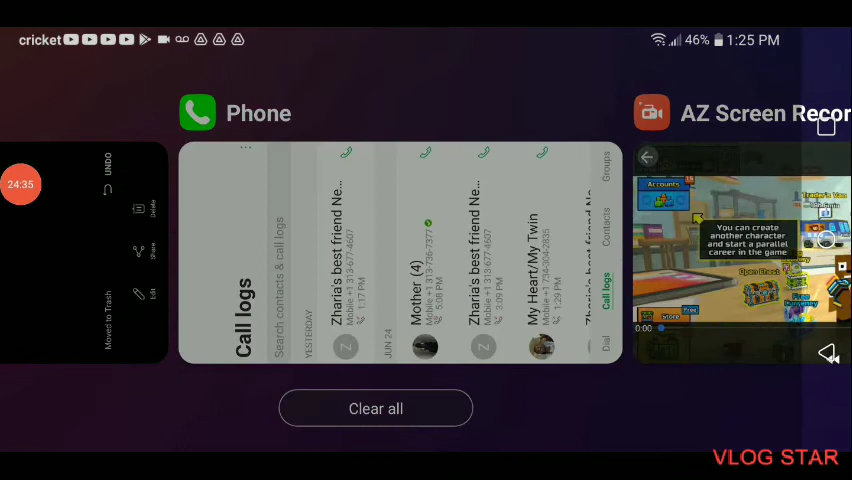 cricket
46%
1:25 PM
Phone
AZ Screen Recor
24:35
UNDO
Moved to Trash
Delete
Share
Edit
Call logs
Search contacts & call logs
YESTERDAY
Z
Zharia's best friend Ne...
Mobile +1 313-677-4607
1:17 PM
JUN 24
Mother (4)
Mobile +1 313-736-7377
5:08 PM
Z
Zharia's best friend Ne...
Mobile +1 313-677-4607
3:09 PM
My Heart/My Twin
Mobile +1 734-504-2835
1:29 PM
Dial
Call logs
Contacts
Groups
Accounts
Trader's Van
You can create
another character
and start a parallel
career in the game
Open Chest
Free
Store
0:00
Clear all
VLOG STAR